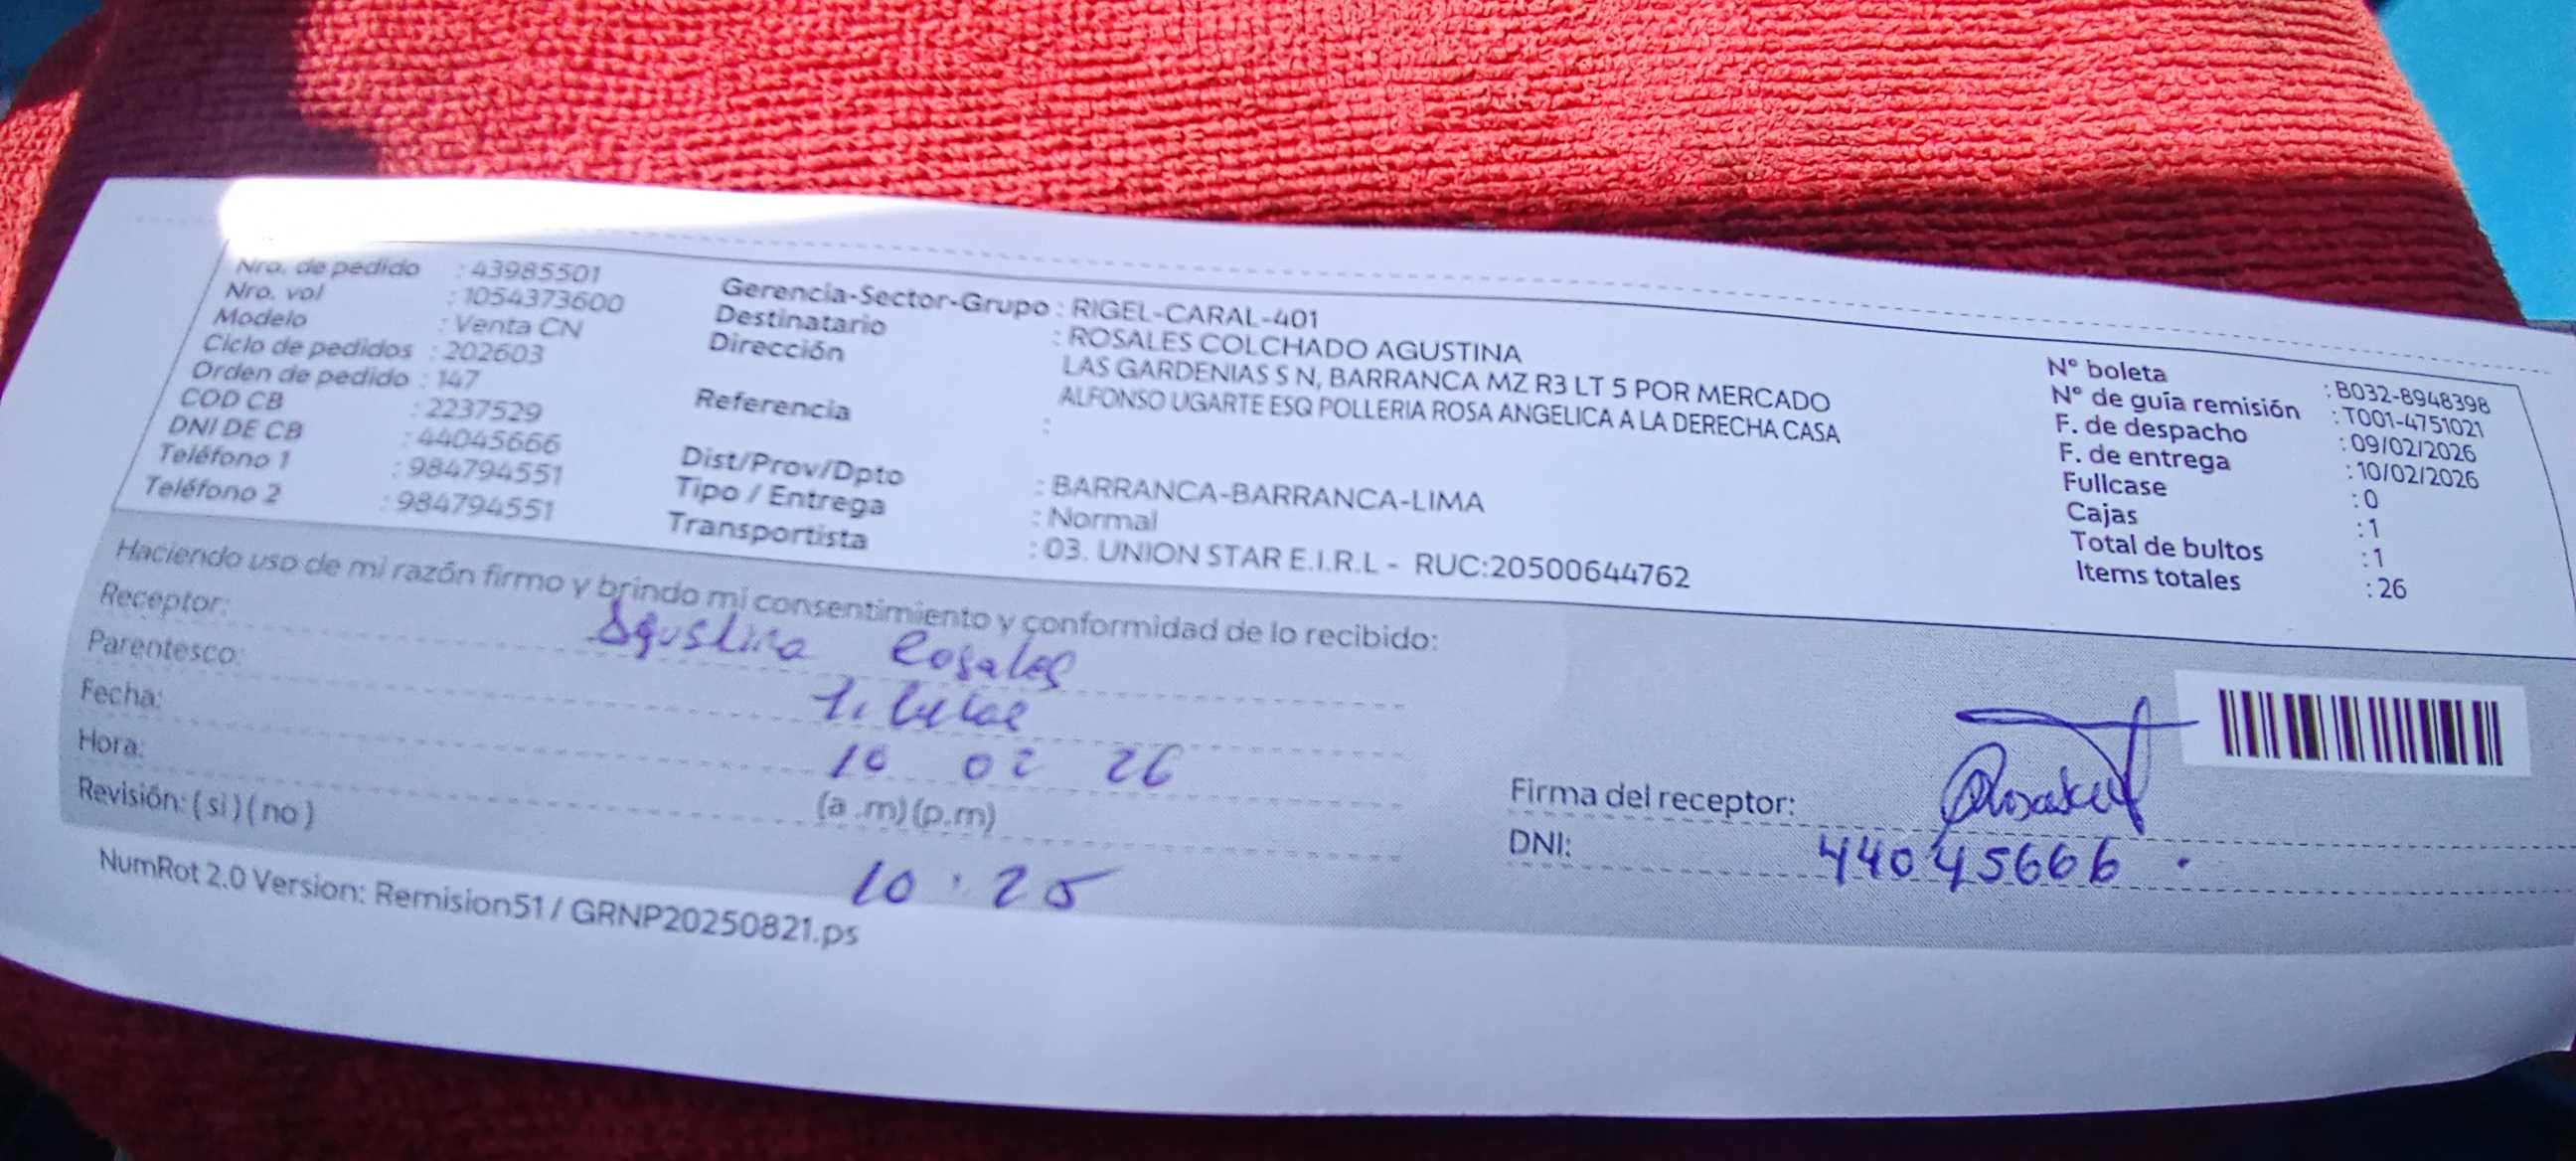 Nro. de pedido : 43985501
Nro. vol : 1054373600
Modelo : Venta CN
Ciclo de pedidos : 202603
Orden de pedido : 147
COD CB : 2237529
DNI DE CB : 44045666
Teléfono 1 : 984794551
Teléfono 2 : 984794551
Gerencia-Sector-Grupo : RIGEL-CARAL-401
Destinatario : ROSALES COLCHADO AGUSTINA
Dirección LAS GARDENIAS S N, BARRANCA MZ R3 LT 5 POR MERCADO
ALFONSO UGARTE ESQ POLLERIA ROSA ANGELICA A LA DERECHA CASA
Referencia :
Dist/Prov/Dpto : BARRANCA-BARRANCA-LIMA
Tipo / Entrega : Normal
Transportista : 03. UNION STAR E.I.R.L - RUC:20500644762
N° boleta : B032-8948398
N° de guía remisión : T001-4751021
F. de despacho : 09/02/2026
F. de entrega : 10/02/2026
Fullcase : 0
Cajas : 1
Total de bultos : 1
Items totales : 26
Haciendo uso de mi razón firmo y brindo mi consentimiento y conformidad de lo recibido:
Receptor: Agustina Rosales
Parentesco: Titular
Fecha: 10 02 26
Hora: (a .m)(p.m)
Revisión: ( si ) ( no ) 10 : 25
Firma del receptor:
DNI: 44045666 .
NumRot 2.0 Version: Remision51 / GRNP20250821.ps